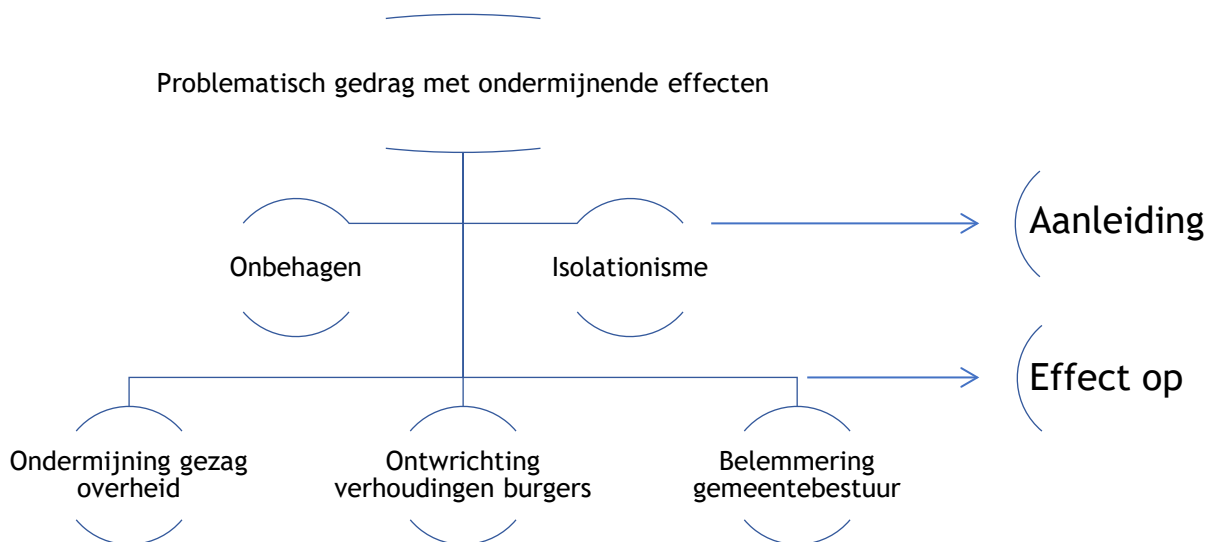 Problematisch gedrag met ondermijnende effecten
Aanleiding
Onbehagen
Isolationisme
Effect op
Ondermijning gezag
overheid
Ontwrichting
verhoudingen burgers
Belemmering
gemeentebestuur